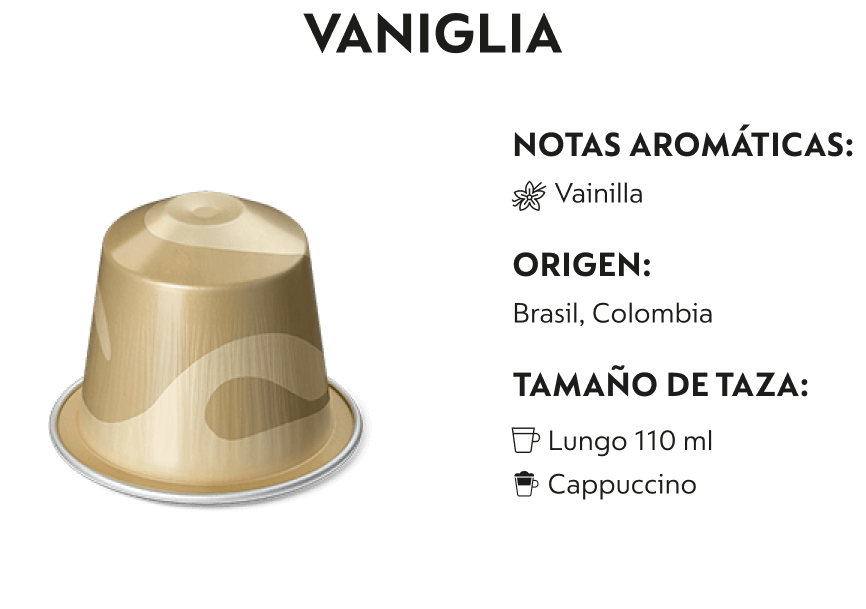 VANIGLIA
NOTAS AROMÁTICAS:
Vainilla
ORIGEN:
Brasil, Colombia
TAMAÑO DE TAZA:
Lungo 110 ml
Cappuccino